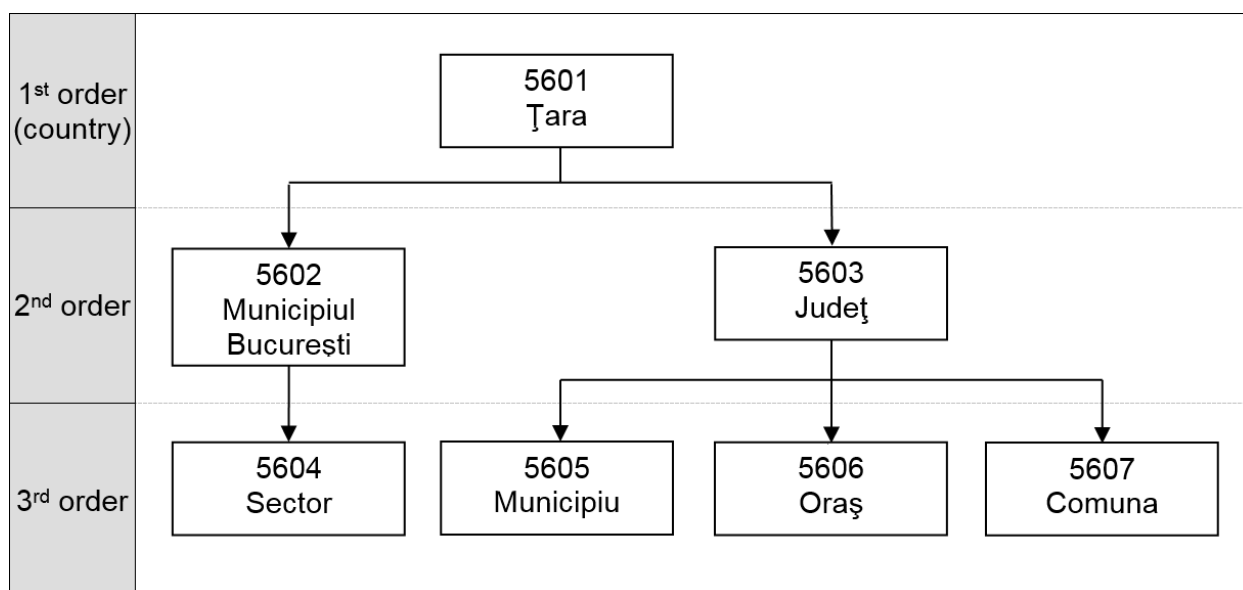 1st order
(country)
5601
Ţara
2nd order
5602
Municipiul
București
5603
Judeţ
3rd order
5604
Sector
5605
Municipiu
5606
Oraş
5607
Comuna